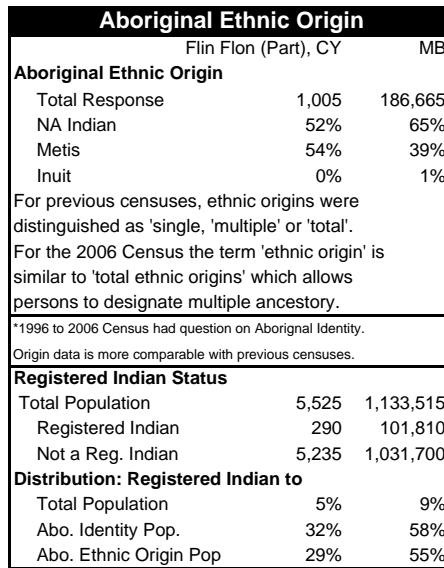 Aboriginal Ethnic Origin
Flin Flon (Part), CY MB
Aboriginal Ethnic Origin
Total Response 1,005 186,665
NA Indian 52% 65%
Metis 54% 39%
Inuit 0% 1%
For previous censuses, ethnic origins were
distinguished as 'single, 'multiple' or 'total'.
For the 2006 Census the term 'ethnic origin' is
similar to 'total ethnic origins' which allows
persons to designate multiple ancestory.
*1996 to 2006 Census had question on Aborignal Identity.
Origin data is more comparable with previous censuses.
Registered Indian Status
Total Population 5,525 1,133,515
Registered Indian 290 101,810
Not a Reg. Indian 5,235 1,031,700
Distribution: Registered Indian to
Total Population 5% 9%
Abo. Identity Pop. 32% 58%
Abo. Ethnic Origin Pop 29% 55%